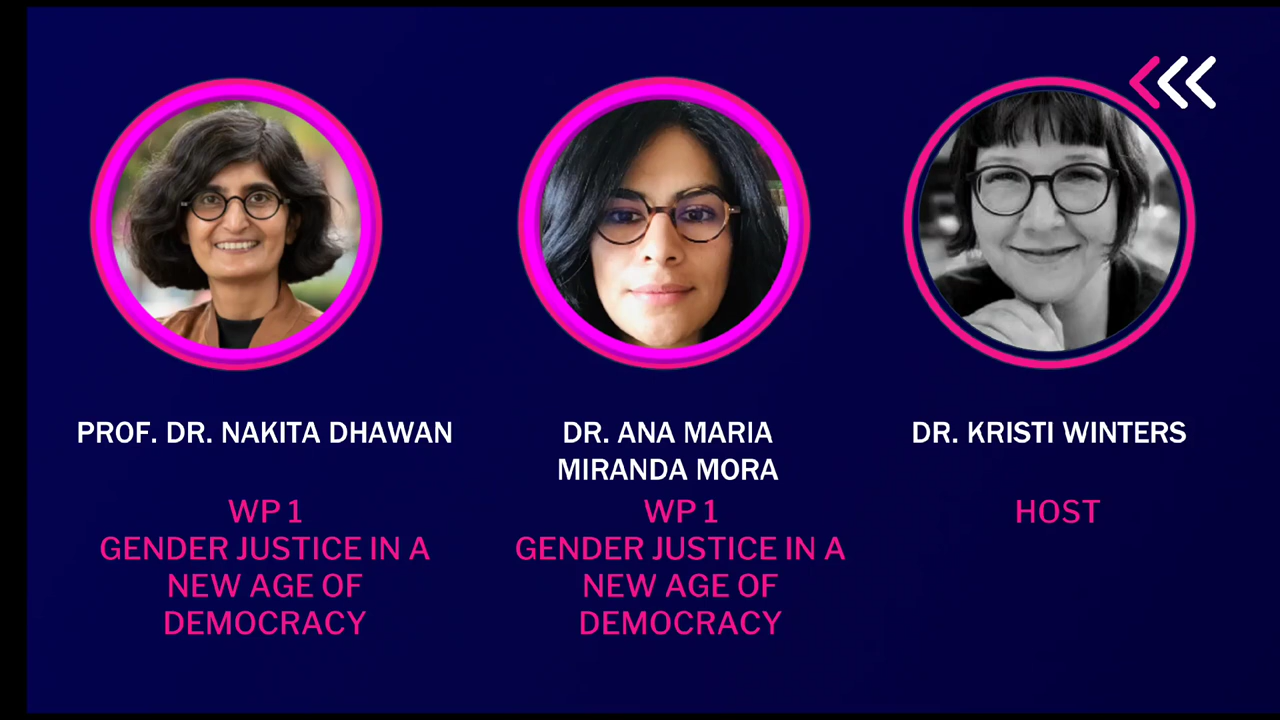 PROF. DR. NAKITA DHAWAN
WP 1
GENDER JUSTICE IN A
NEW AGE OF
DEMOCRACY
DR. ANA MARIA
MIRANDA MORA
WP 1
GENDER JUSTICE IN A
NEW AGE OF
DEMOCRACY
DR. KRISTI WINTERS
HOST